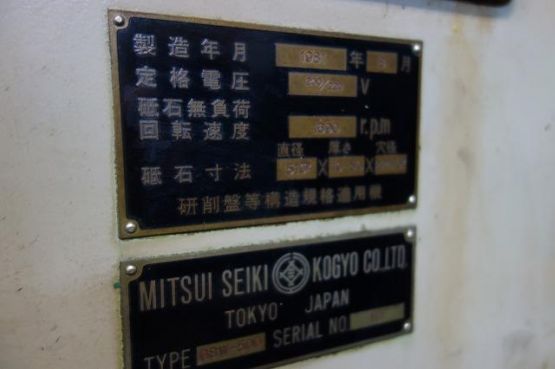 製造年月 年 月
定格電圧 V
砥石無負荷
回転速度 r.p.m
直径 厚さ 穴径
砥石寸法 X X
研削盤等構造規格適用機
MITSUI SEIKI KOGYO CO.,LTD.
TOKYO JAPAN
TYPE SERIAL NO.